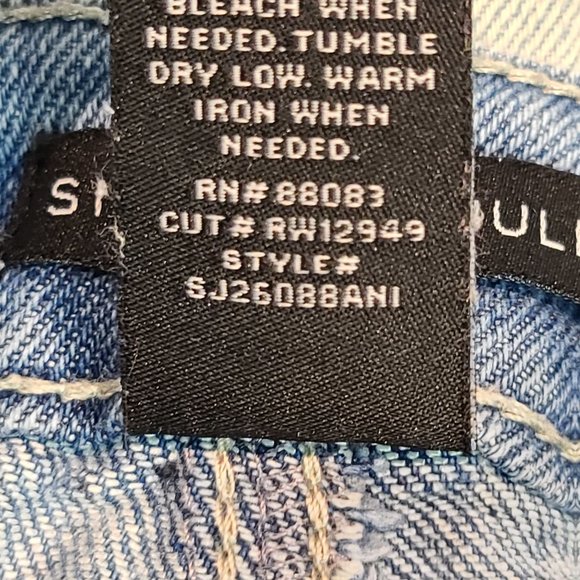 BLEACH WHEN
NEEDED. TUMBLE
DRY LOW. WARM
IRON WHEN
NEEDED.
RN# 88083
CUT# RW12949
STYLE#
SJ26088ANI